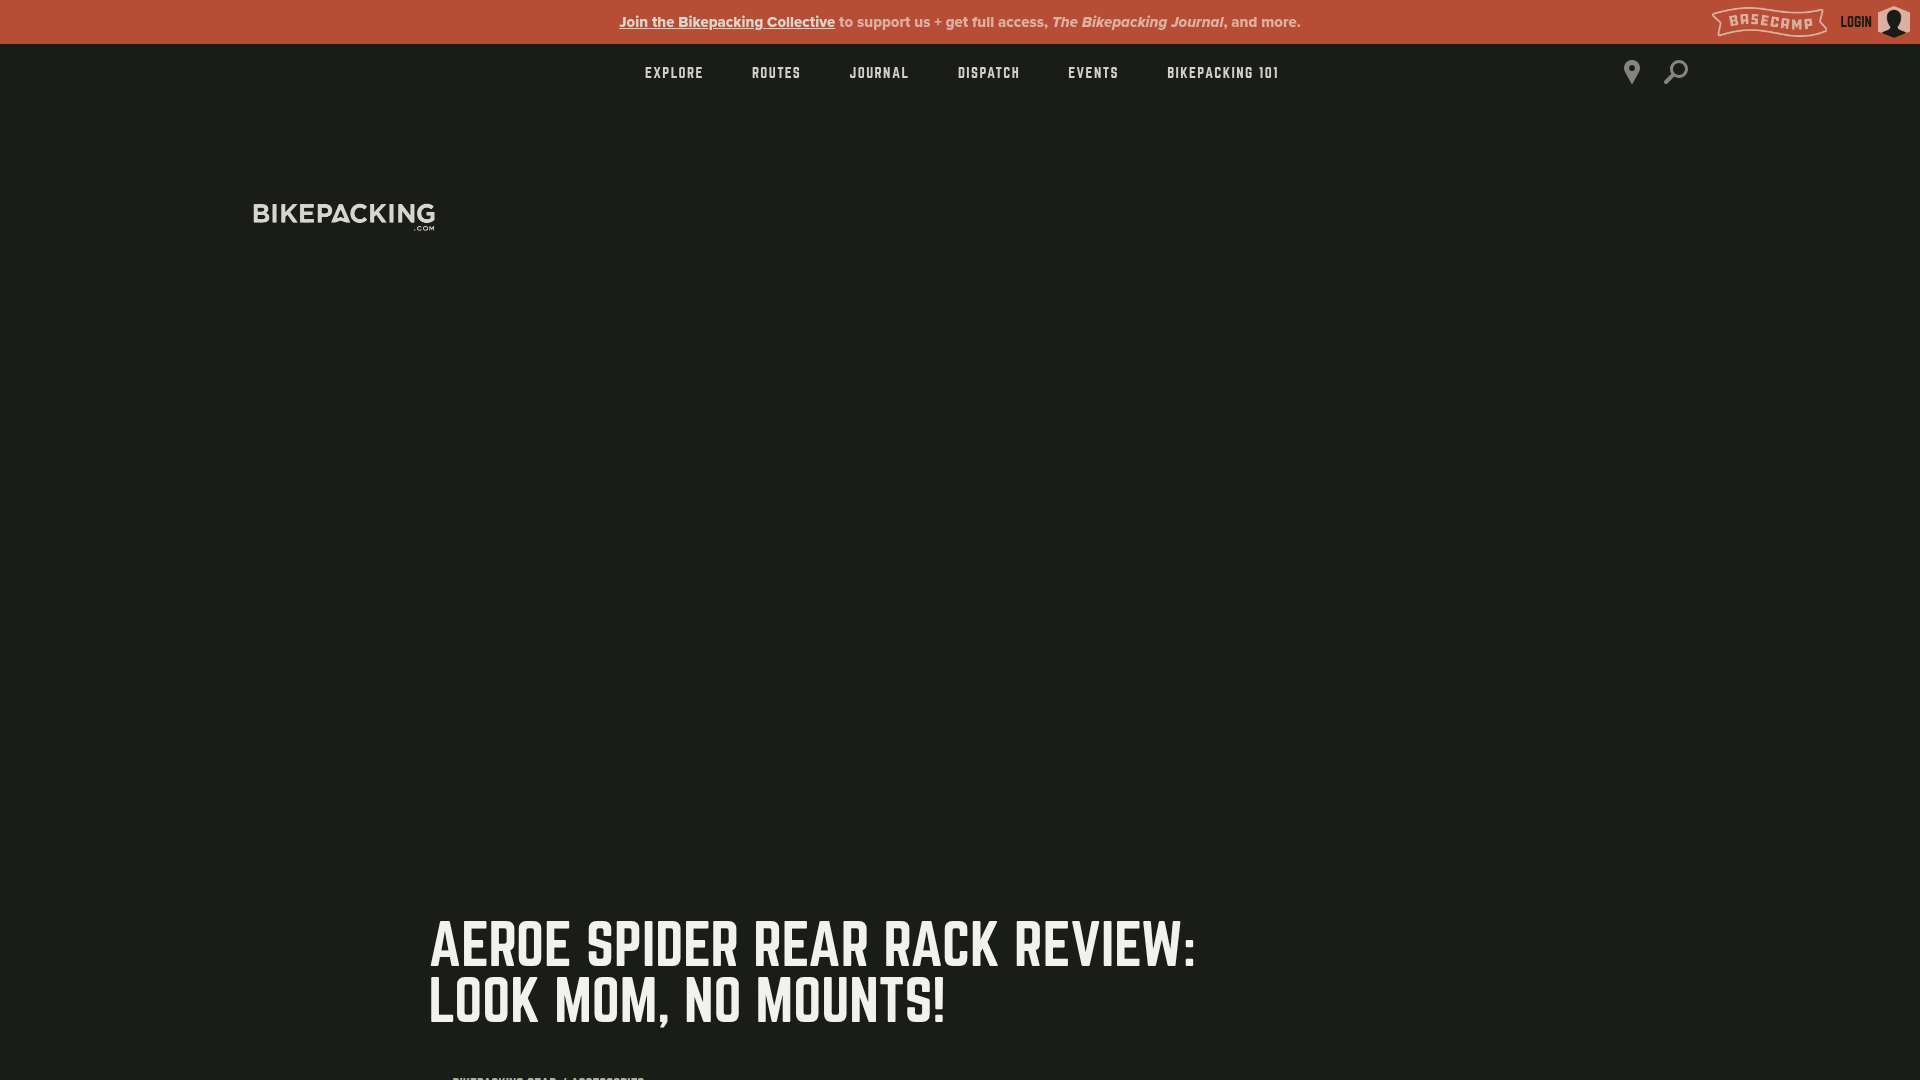 Join the Bikepacking Collective to support us + get full access, The Bikepacking Journal, and more.
BASECAMP
LOGIN
EXPLORE
ROUTES
JOURNAL
DISPATCH
EVENTS
BIKEPACKING 101
BIKEPACKING
.COM
AEROE SPIDER REAR RACK REVIEW:
LOOK MOM, NO MOUNTS!